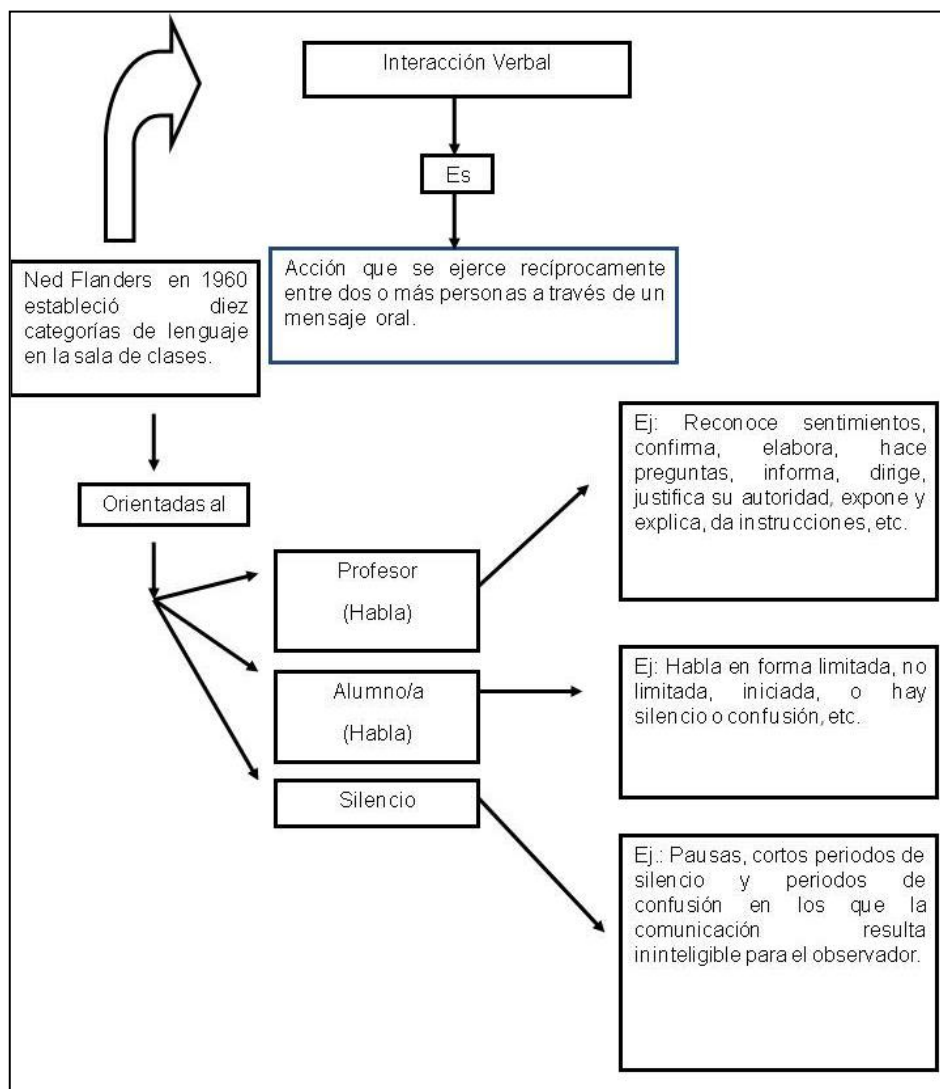 Interacción Verbal
Es
Ned Flanders en 1960
estableció diez
categorías de lenguaje
en la sala de clases.
Acción que se ejerce recíprocamente
entre dos o más personas a través de un
mensaje oral.
Orientadas al
Profesor
(Habla)
Ej: Reconoce sentimientos,
confirma, elabora, hace
preguntas, informa, dirige,
justifica su autoridad, expone y
explica, da instrucciones, etc.
Alumno/a
(Habla)
Ej: Habla en forma limitada, no
limitada, iniciada, o hay
silencio o confusión, etc.
Silencio
Ej.: Pausas, cortos periodos de
silencio y periodos de
confusión en los que la
comunicación resulta
ininteligible para el observador.